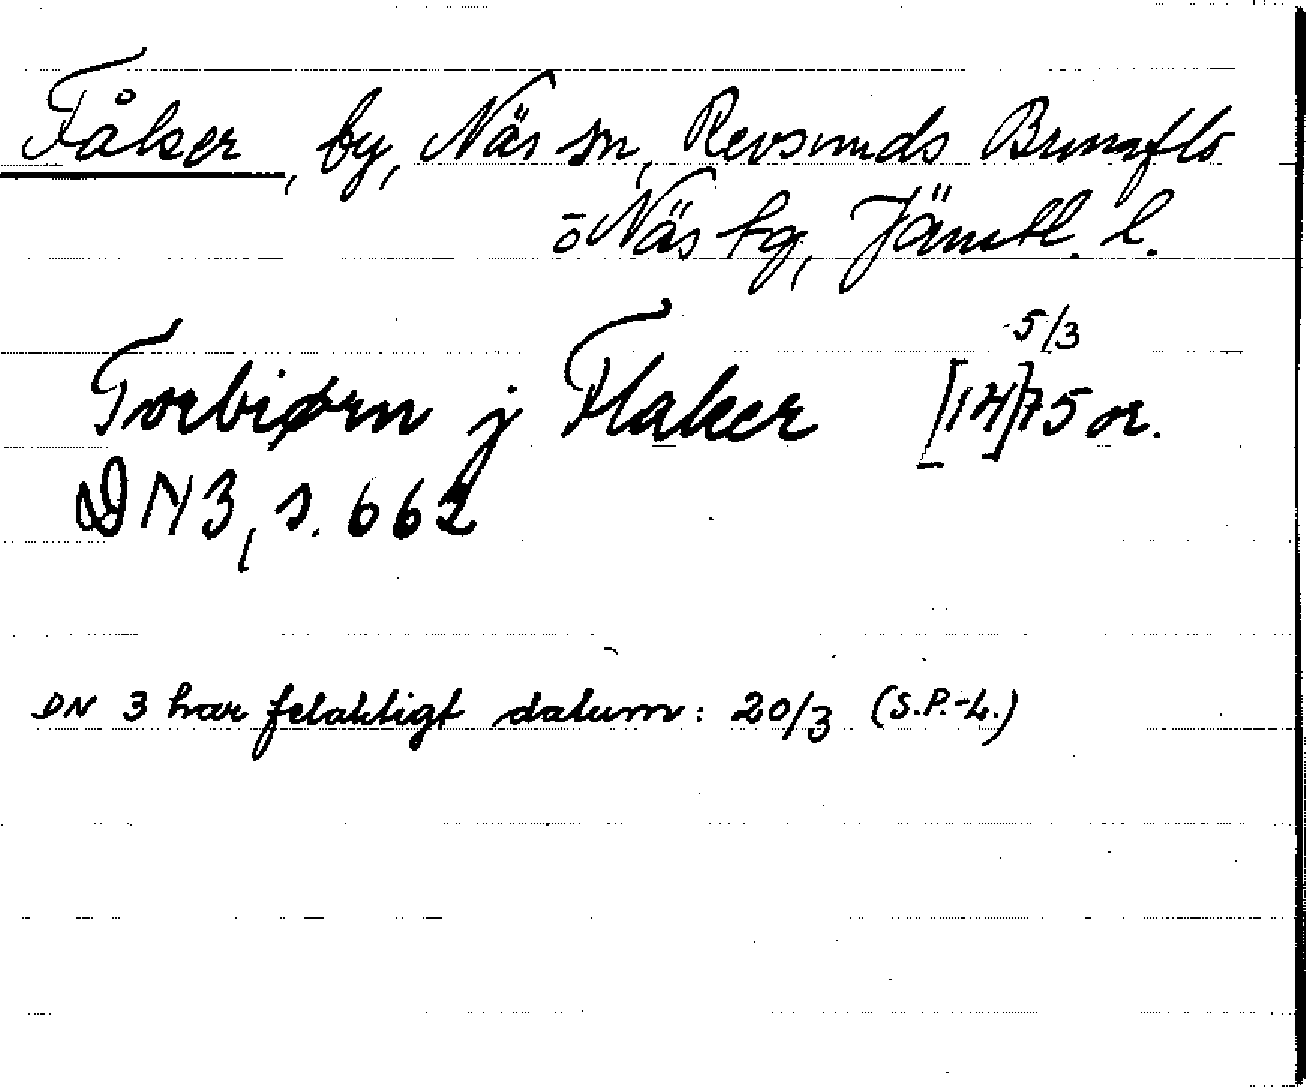 Fåker, by, Näs sn, Revsunds Brunflo
o Näs tg, Jämtl. l.
Torbiørn j Flaker [14]75 5/3 or.
DN 3, s. 662
DN 3 har felaktigt datum: 20/3 (S.P.-L.)